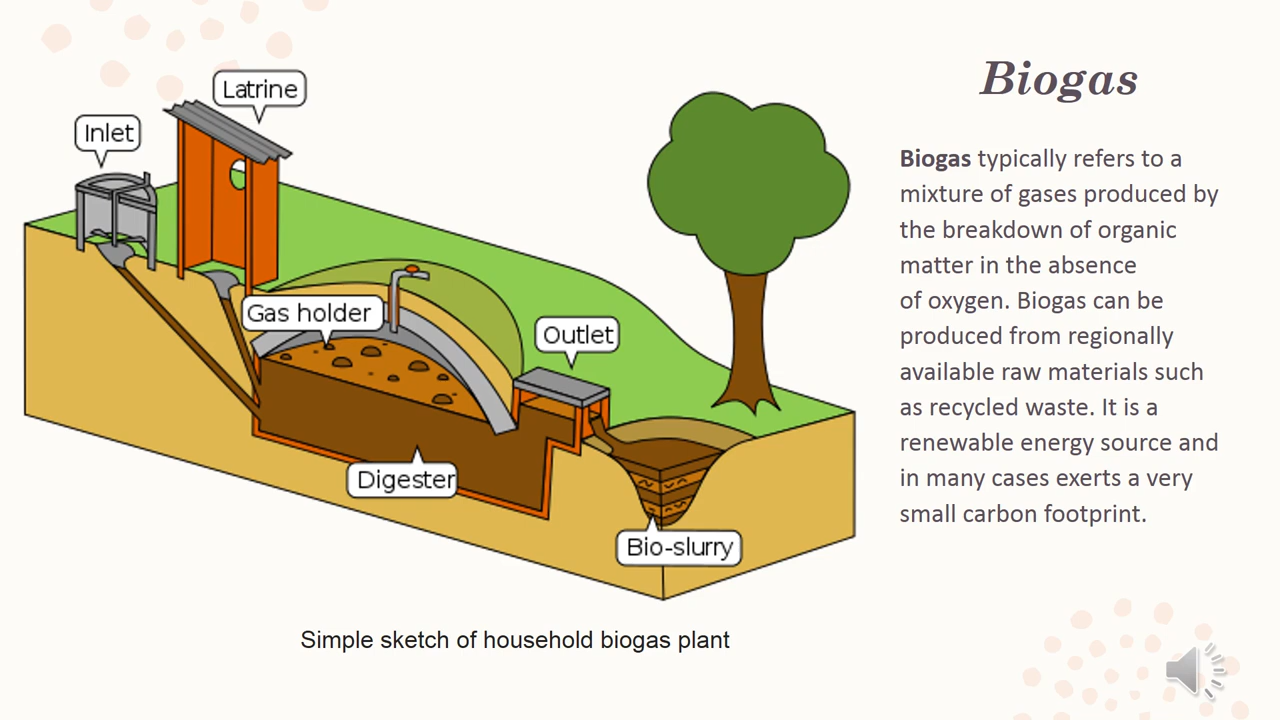 Biogas
Latrine
Inlet
Gas holder
Outlet
Digester
Bio-slurry
Simple sketch of household biogas plant
Biogas typically refers to a
mixture of gases produced by
the breakdown of organic
matter in the absence
of oxygen. Biogas can be
produced from regionally
available raw materials such
as recycled waste. It is a
renewable energy source and
in many cases exerts a very
small carbon footprint.